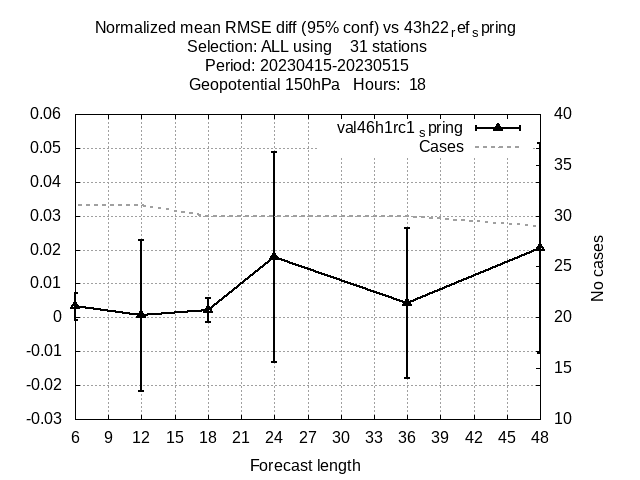 Normalized mean RMSE diff (95% conf) vs 43h22refspring
Selection: ALL using 31 stations
Period: 20230415-20230515
Geopotential 150hPa Hours: 18
val46h1rc1spring
Cases
0.06
0.05
0.04
0.03
0.02
0.01
0
-0.01
-0.02
-0.03
40
35
30
25
20
15
10
No cases
6 9 12 15 18 21 24 27 30 33 36 39 42 45 48
Forecast length